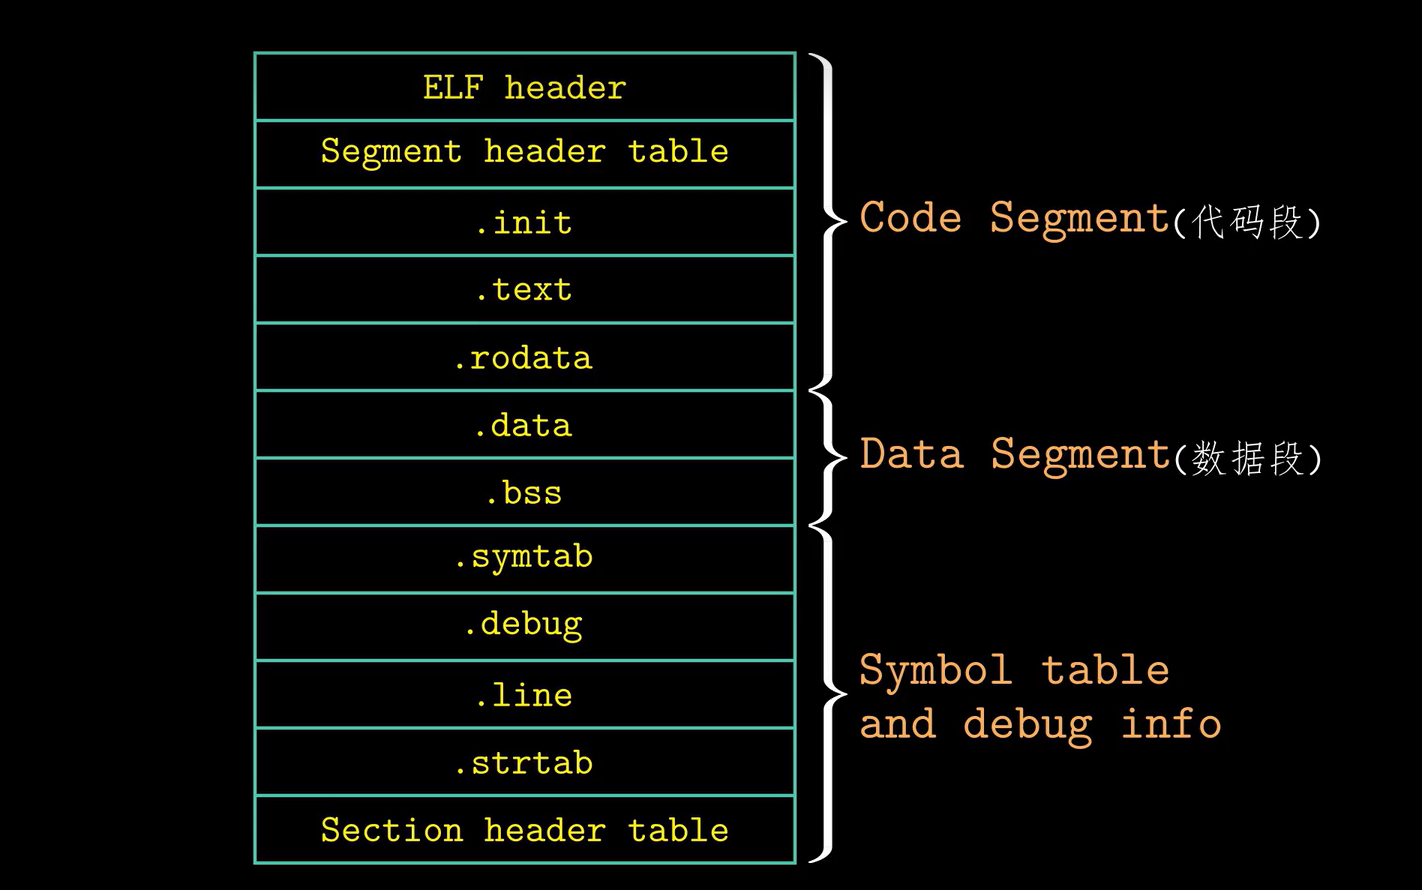 ELF header
Segment header table
.init
.text
.rodata
.data
.bss
.symtab
.debug
.line
.strtab
Section header table
Code Segment(代码段)
Data Segment(数据段)
Symbol table
and debug info